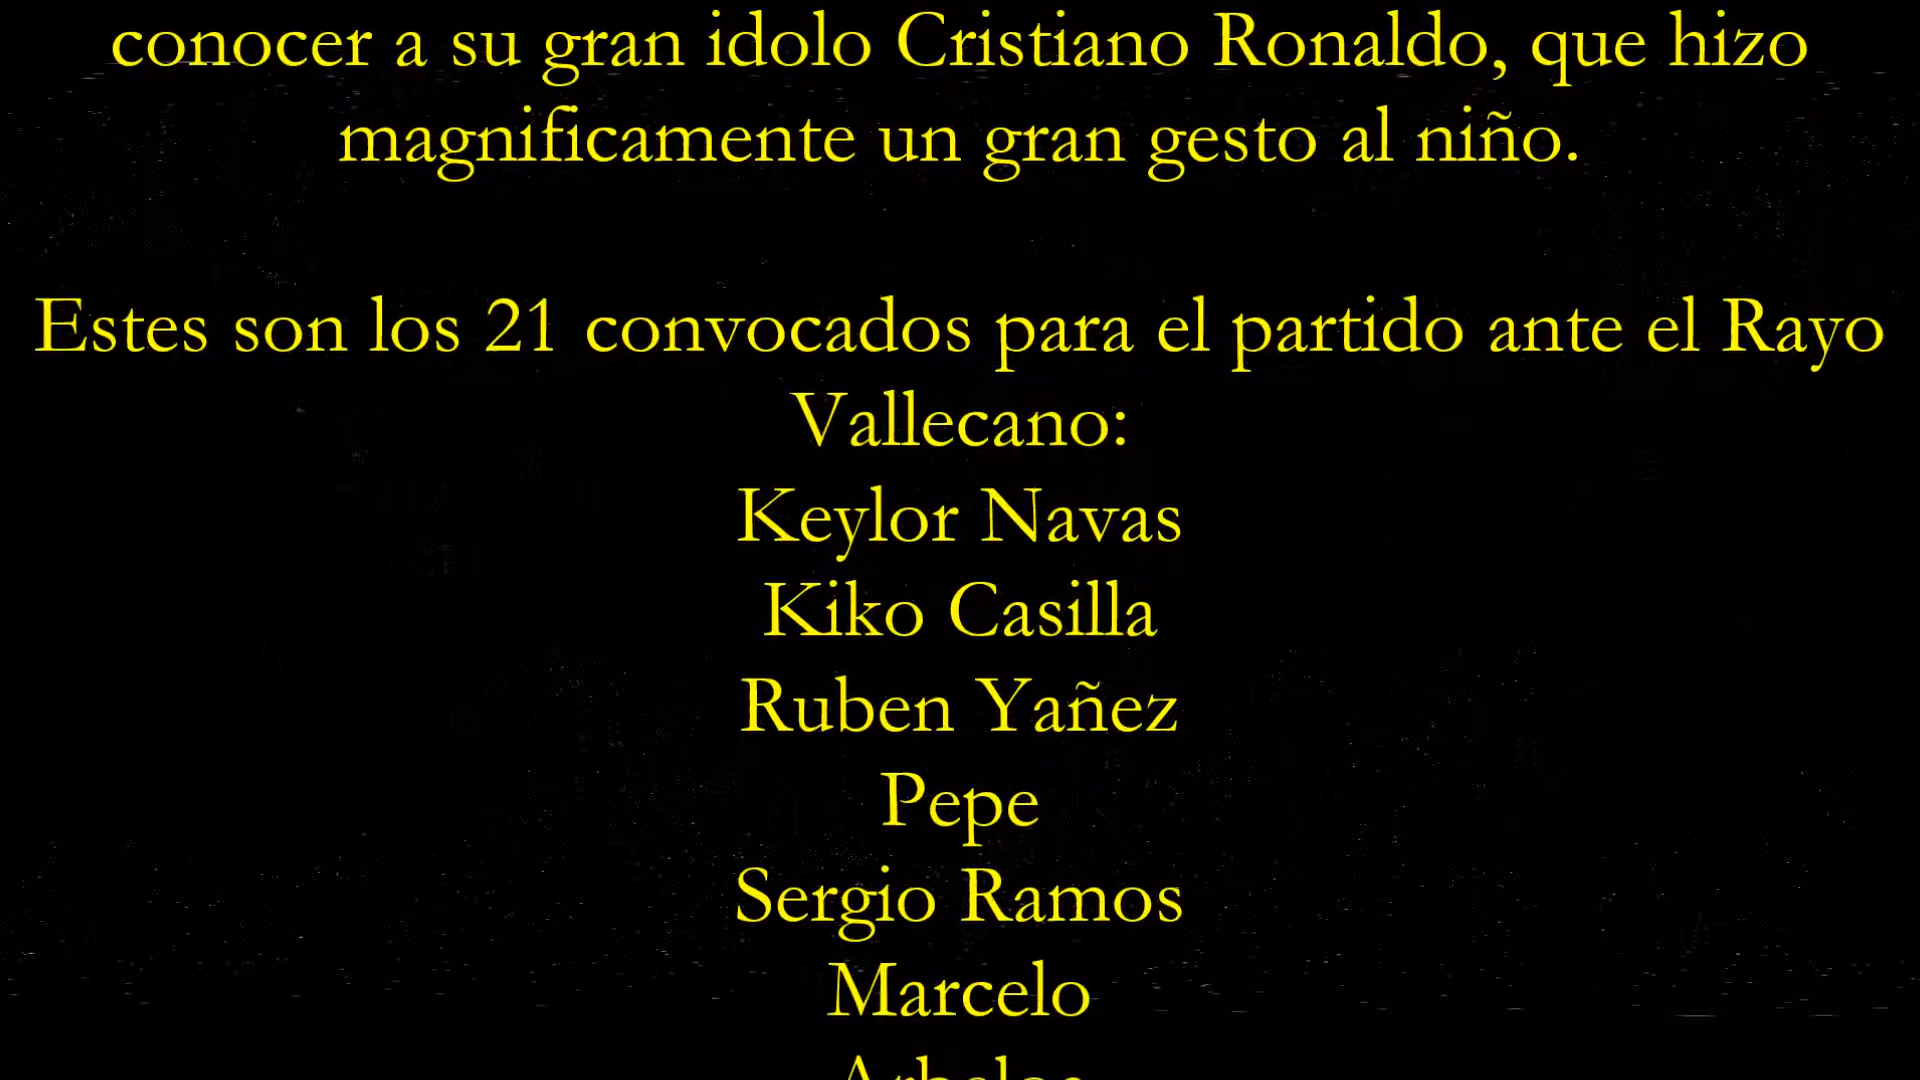 conocer a su gran idolo Cristiano Ronaldo, que hizo
magnificamente un gran gesto al niño.
Estes son los 21 convocados para el partido ante el Rayo
Vallecano:
Keylor Navas
Kiko Casilla
Ruben Yañez
Pepe
Sergio Ramos
Marcelo